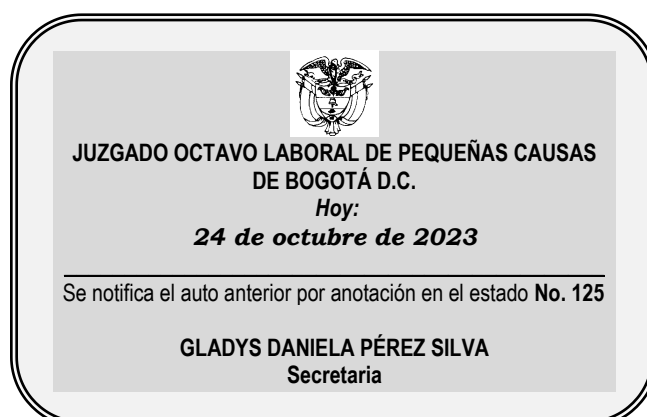 JUZGADO OCTAVO LABORAL DE PEQUEÑAS CAUSAS
DE BOGOTÁ D.C.
Hoy:
24 de octubre de 2023
Se notifica el auto anterior por anotación en el estado No. 125
GLADYS DANIELA PÉREZ SILVA
Secretaria